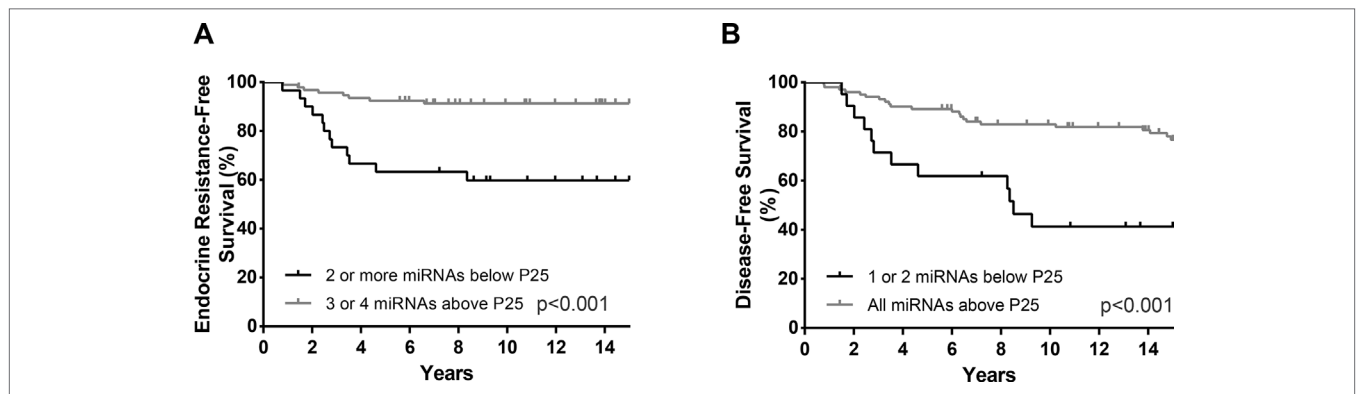 A
Endocrine Resistance-Free
Survival (%)
100
80
60
40
20
0
2 or more miRNAs below P25
3 or 4 miRNAs above P25
p<0.001
0 2 4 6 8 10 12 14
Years
B
Disease-Free Survival
(%)
100
80
60
40
20
0
1 or 2 miRNAs below P25
All miRNAs above P25
p<0.001
0 2 4 6 8 10 12 14
Years